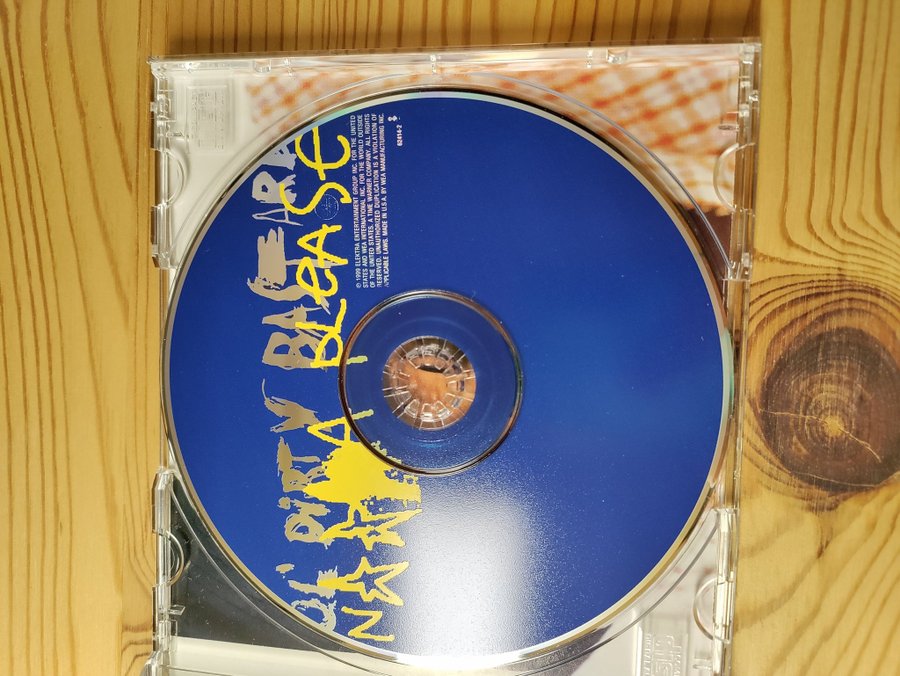 OL' DIRTY BASTARD
N★★★A PLEASE
℗ 1999 ELEKTRA ENTERTAINMENT GROUP INC. FOR THE UNITED
STATES AND WEA INTERNATIONAL INC. FOR THE WORLD OUTSIDE
OF THE UNITED STATES. A TIME WARNER COMPANY. ALL RIGHTS
RESERVED. UNAUTHORIZED DUPLICATION IS A VIOLATION OF
APPLICABLE LAWS. MADE IN U.S.A. BY WEA MANUFACTURING INC.
62414-2